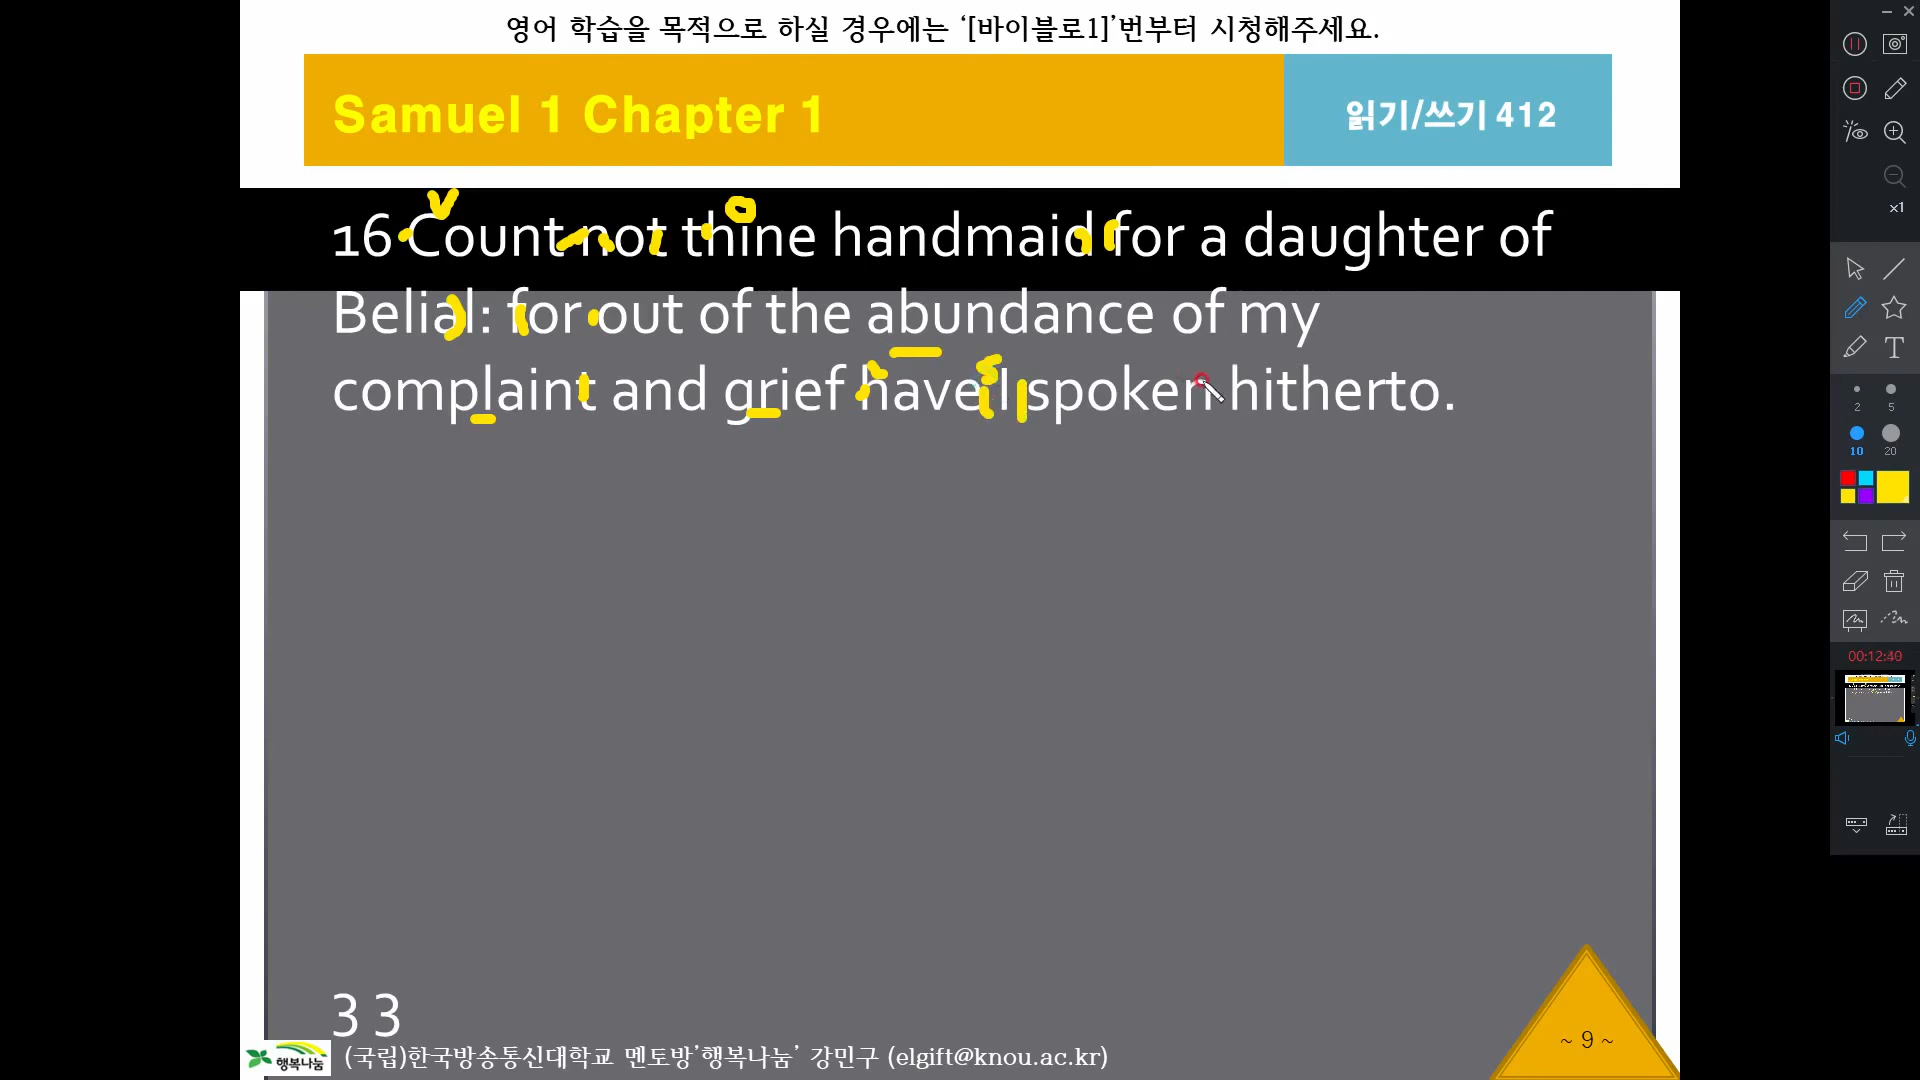 영어 학습을 목적으로 하실 경우에는 ‘[바이블로1]’번부터 시청해주세요.
Samuel 1 Chapter 1
읽기/쓰기 412
16 Count not thine handmaid for a daughter of
Belial: for out of the abundance of my
complaint and grief have I spoken hitherto.
33
행복나눔
(국립)한국방송통신대학교 멘토방’행복나눔’ 강민구 (elgift@knou.ac.kr)
~ 9 ~
x1
T
2 5
10 20
00:12:40